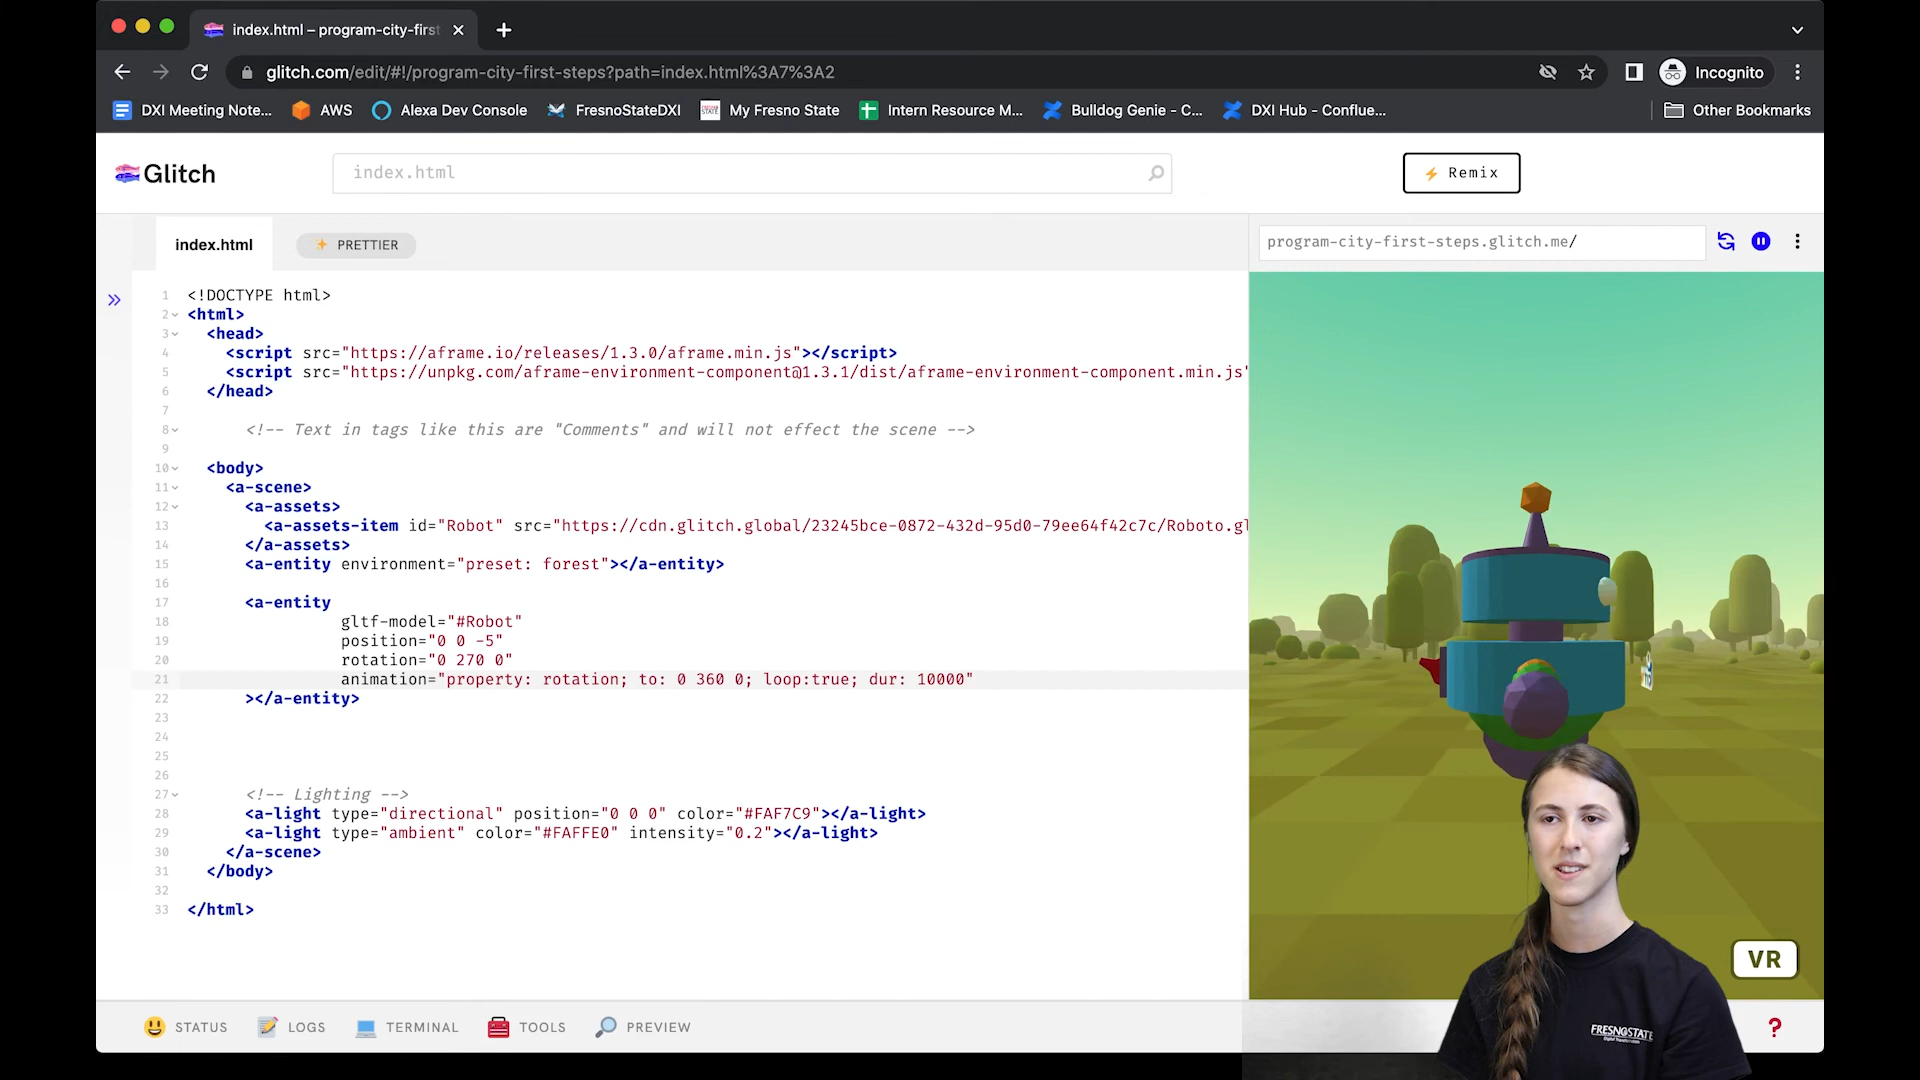 index.html – program-city-first
glitch.com/edit/#!/program-city-first-steps?path=index.html%3A7%3A2
Incognito
DXI Meeting Note... AWS Alexa Dev Console FresnoStateDXI My Fresno State Intern Resource M... Bulldog Genie - C... DXI Hub - Conflue... Other Bookmarks
Glitch
index.html
⚡ Remix
index.html
PRETTIER
program-city-first-steps.glitch.me/
1 <!DOCTYPE html>
2 <html>
3 <head>
4 <script src="https://aframe.io/releases/1.3.0/aframe.min.js"></script>
5 <script src="https://unpkg.com/aframe-environment-component@1.3.1/dist/aframe-environment-component.min.js"
6 </head>
7
8 <!-- Text in tags like this are "Comments" and will not effect the scene -->
9
10 <body>
11 <a-scene>
12 <a-assets>
13 <a-assets-item id="Robot" src="https://cdn.glitch.global/23245bce-0872-432d-95d0-79ee64f42c7c/Roboto.gl
14 </a-assets>
15 <a-entity environment="preset: forest"></a-entity>
16
17 <a-entity
18 gltf-model="#Robot"
19 position="0 0 -5"
20 rotation="0 270 0"
21 animation="property: rotation; to: 0 360 0; loop:true; dur: 10000"
22 ></a-entity>
23
24
25
26
27 <!-- Lighting -->
28 <a-light type="directional" position="0 0 0" color="#FAF7C9"></a-light>
29 <a-light type="ambient" color="#FAFFE0" intensity="0.2"></a-light>
30 </a-scene>
31 </body>
32
33 </html>
VR
FRESNO STATE
STATUS LOGS TERMINAL TOOLS PREVIEW
?